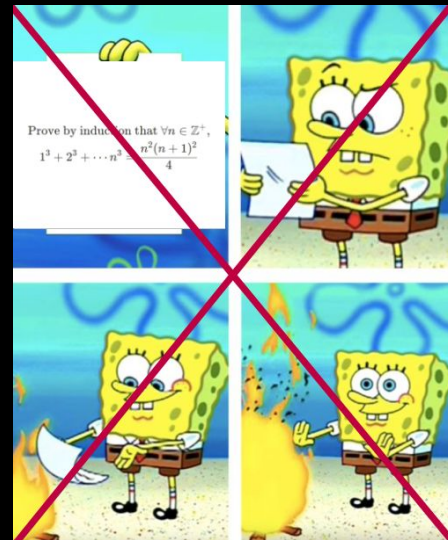 Prove by induction that ∀n ∈ ℤ⁺,
1³ + 2³ + ⋯n³ = n²(n + 1)²/4